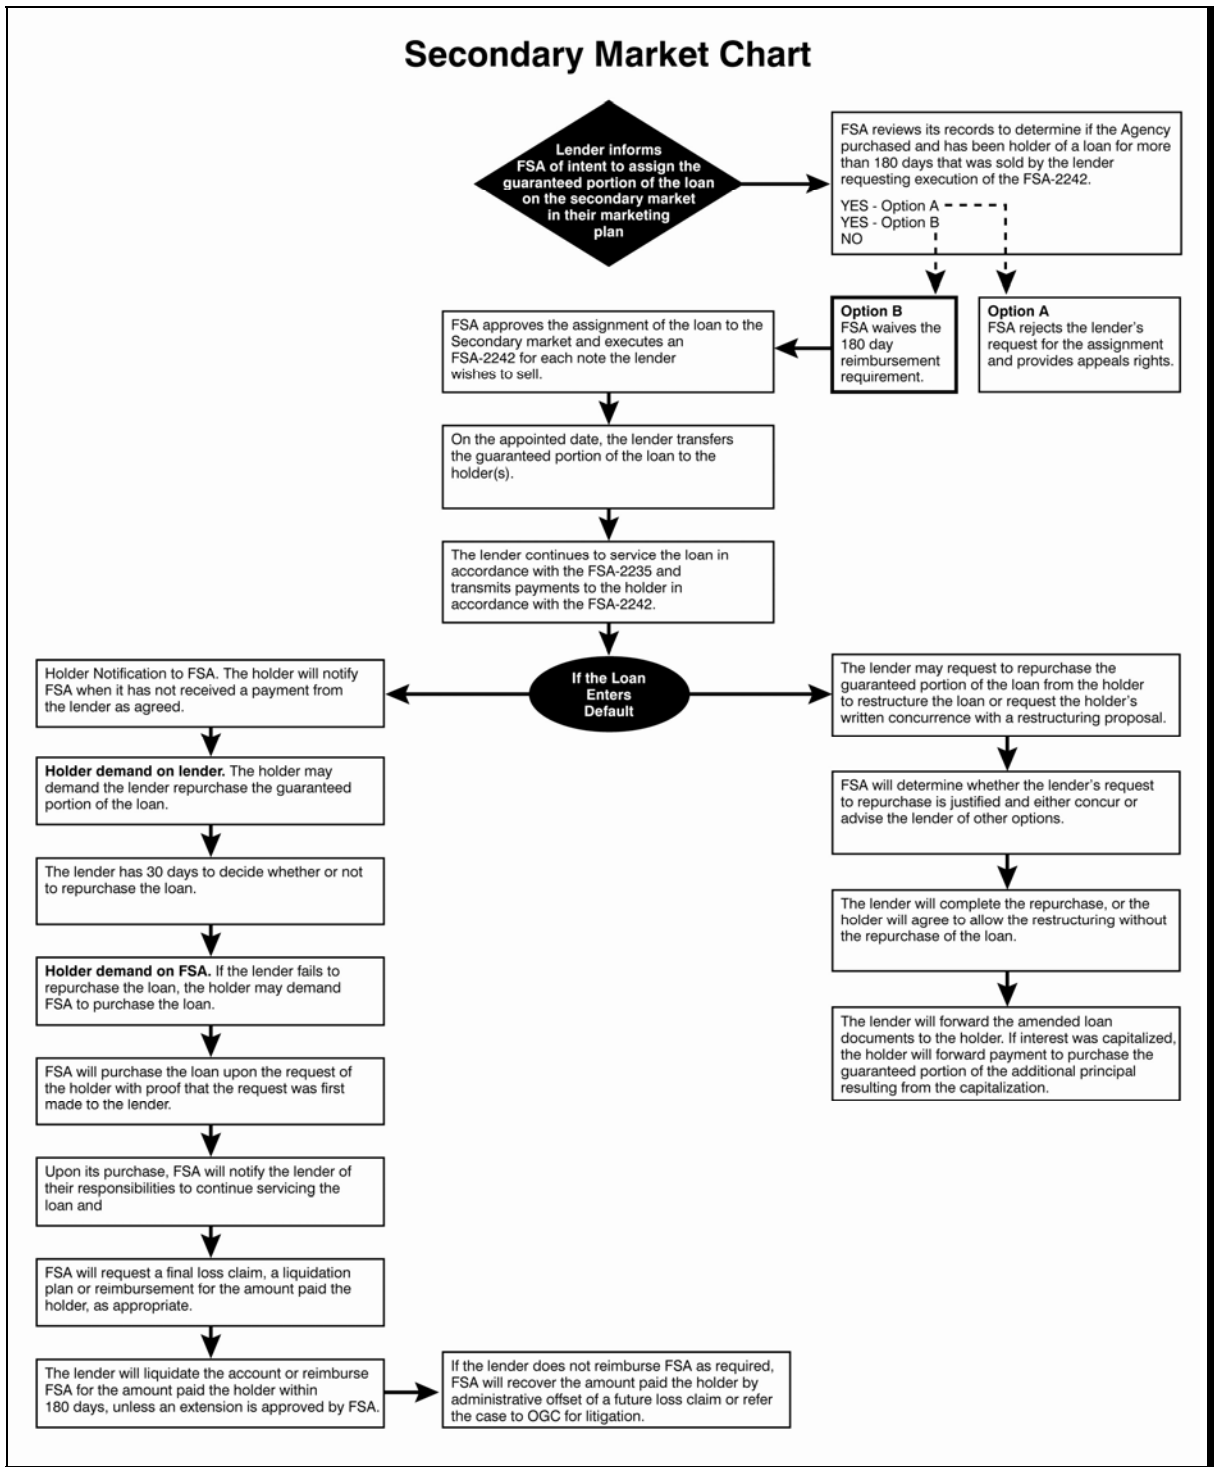 Secondary Market Chart
Lender informs
FSA of intent to assign the
guaranteed portion of the loan
on the secondary market
in their marketing
plan
FSA reviews its records to determine if the Agency
purchased and has been holder of a loan for more
than 180 days that was sold by the lender
requesting execution of the FSA-2242.
YES - Option A
YES - Option B
NO
Option B
FSA waives the
180 day
reimbursement
requirement.
Option A
FSA rejects the lender's
request for the assignment
and provides appeals rights.
FSA approves the assignment of the loan to the
Secondary market and executes an
FSA-2242 for each note the lender
wishes to sell.
On the appointed date, the lender transfers
the guaranteed portion of the loan to the
holder(s).
The lender continues to service the loan in
accordance with the FSA-2235 and
transmits payments to the holder in
accordance with the FSA-2242.
If the Loan
Enters
Default
Holder Notification to FSA. The holder will notify
FSA when it has not received a payment from
the lender as agreed.
Holder demand on lender. The holder may
demand the lender repurchase the guaranteed
portion of the loan.
The lender has 30 days to decide whether or not
to repurchase the loan.
Holder demand on FSA. If the lender fails to
repurchase the loan, the holder may demand
FSA to purchase the loan.
FSA will purchase the loan upon the request of
the holder with proof that the request was first
made to the lender.
Upon its purchase, FSA will notify the lender of
their responsibilities to continue servicing the
loan and
FSA will request a final loss claim, a liquidation
plan or reimbursement for the amount paid the
holder, as appropriate.
The lender will liquidate the account or reimburse
FSA for the amount paid the holder within
180 days, unless an extension is approved by FSA.
If the lender does not reimburse FSA as required,
FSA will recover the amount paid the holder by
administrative offset of a future loss claim or refer
the case to OGC for litigation.
The lender may request to repurchase the
guaranteed portion of the loan from the holder
to restructure the loan or request the holder's
written concurrence with a restructuring proposal.
FSA will determine whether the lender's request
to repurchase is justified and either concur or
advise the lender of other options.
The lender will complete the repurchase, or the
holder will agree to allow the restructuring without
the repurchase of the loan.
The lender will forward the amended loan
documents to the holder. If interest was capitalized,
the holder will forward payment to purchase the
guaranteed portion of the additional principal
resulting from the capitalization.